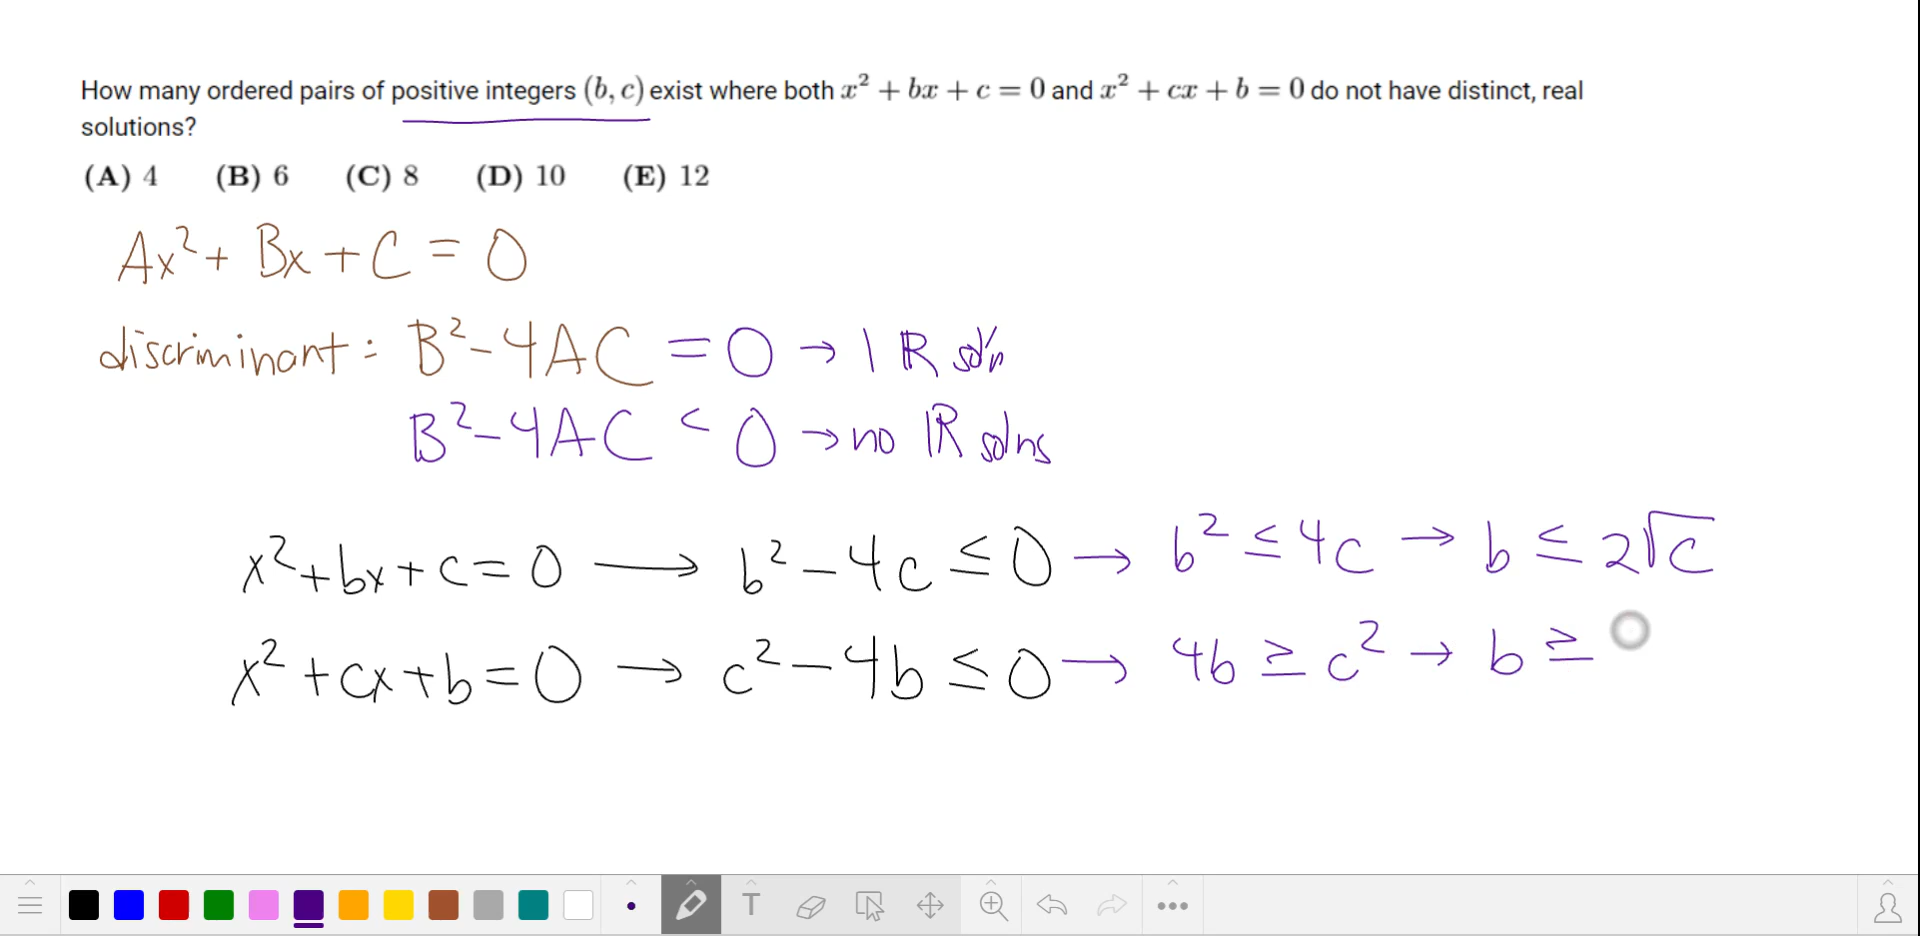 How many ordered pairs of positive integers (b, c) exist where both x² + bx + c = 0 and x² + cx + b = 0 do not have distinct, real
solutions?
(A) 4 (B) 6 (C) 8 (D) 10 (E) 12
Ax² + Bx + C = 0
discriminant: B² - 4AC = 0 → 1 ℝ sol'n
B² - 4AC < 0 → no ℝ solns
x² + bx + c = 0 → b² - 4c ≤ 0 → b² ≤ 4c → b ≤ 2√c
x² + cx + b = 0 → c² - 4b ≤ 0 → 4b ≥ c² → b ≥
T